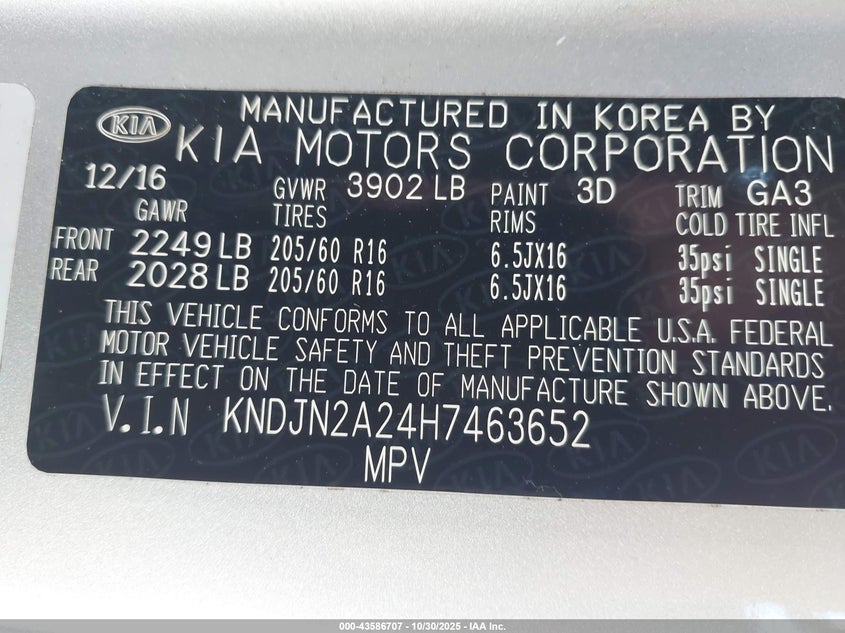 KIA
MANUFACTURED IN KOREA BY
KIA MOTORS CORPORATION
12/16 GVWR 3902 LB PAINT 3D TRIM GA3
GAWR TIRES RIMS COLD TIRE INFL
FRONT 2249 LB 205/60 R16 6.5JX16 35psi SINGLE
REAR 2028 LB 205/60 R16 6.5JX16 35psi SINGLE
THIS VEHICLE CONFORMS TO ALL APPLICABLE U.S.A. FEDERAL
MOTOR VEHICLE SAFETY AND THEFT PREVENTION STANDARDS
IN EFFECT ON THE DATE OF MANUFACTURE SHOWN ABOVE.
V.I.N KNDJN2A24H7463652
MPV
000-43586707 - 10/30/2025 - IAA Inc.